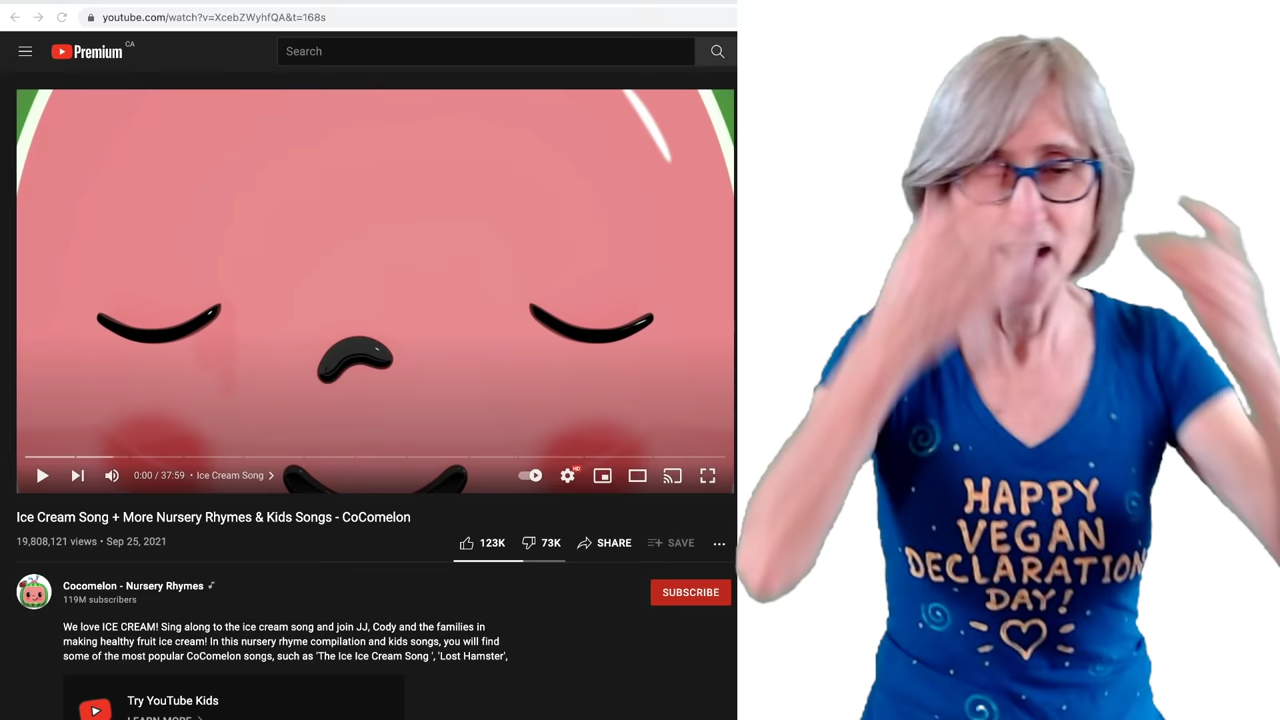 youtube.com/watch?v=XcebZWyhfQA&t=168s
Premium CA
Search
0:00 / 37:59 • Ice Cream Song
HD
Ice Cream Song + More Nursery Rhymes & Kids Songs - CoComelon
19,808,121 views • Sep 25, 2021
123K 73K SHARE SAVE
Cocomelon - Nursery Rhymes
119M subscribers
SUBSCRIBE
We love ICE CREAM! Sing along to the ice cream song and join JJ, Cody and the families in
making healthy fruit ice cream! In this nursery rhyme compilation and kids songs, you will find
some of the most popular CoComelon songs, such as 'The Ice Ice Cream Song ', 'Lost Hamster',
Try YouTube Kids
LEARN MORE
HAPPY
VEGAN
DECLARATION
DAY!